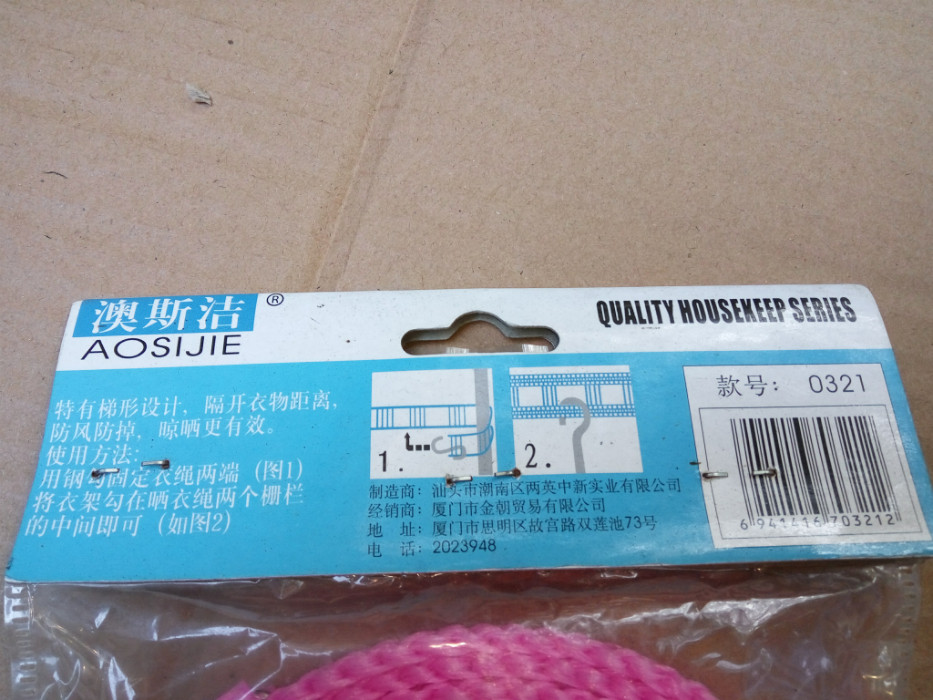 澳斯洁 ®
AOSIJIE
QUALITY HOUSEKEEP SERIES
特有梯形设计，隔开衣物距离，
防风防掉，晾晒更有效。
使用方法:
用钢勾固定衣绳两端（图1）
将衣架勾在晒衣绳两个栅栏
的中间即可（如图2）
1.
2.
制造商：汕头市潮南区两英中新实业有限公司
经销商：厦门市金朝贸易有限公司
地　址：厦门市思明区故宫路双莲池73号
电　话：2023948
款号：0321
6 941416 703212